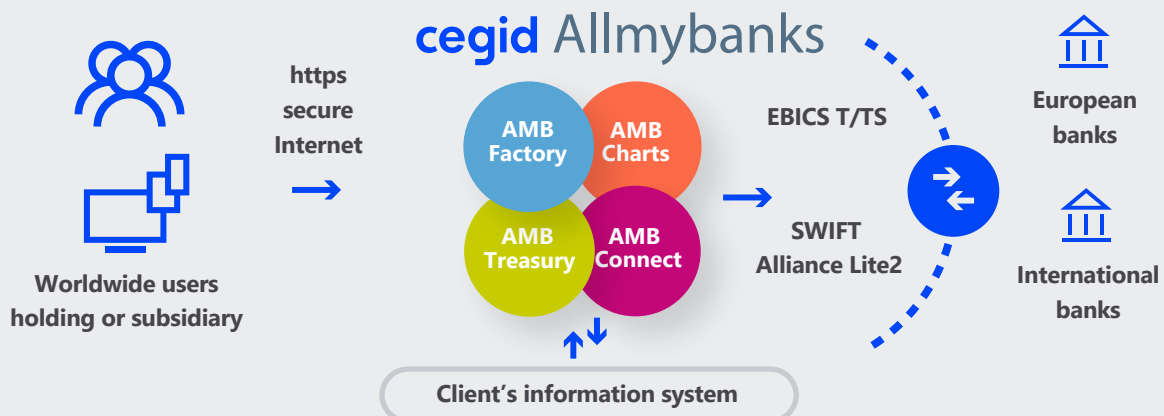 cegid Allmybanks
https
secure
Internet
Worldwide users
holding or subsidiary
AMB
Factory
AMB
Charts
AMB
Treasury
AMB
Connect
EBICS T/TS
SWIFT
Alliance Lite2
European
banks
International
banks
Client's information system